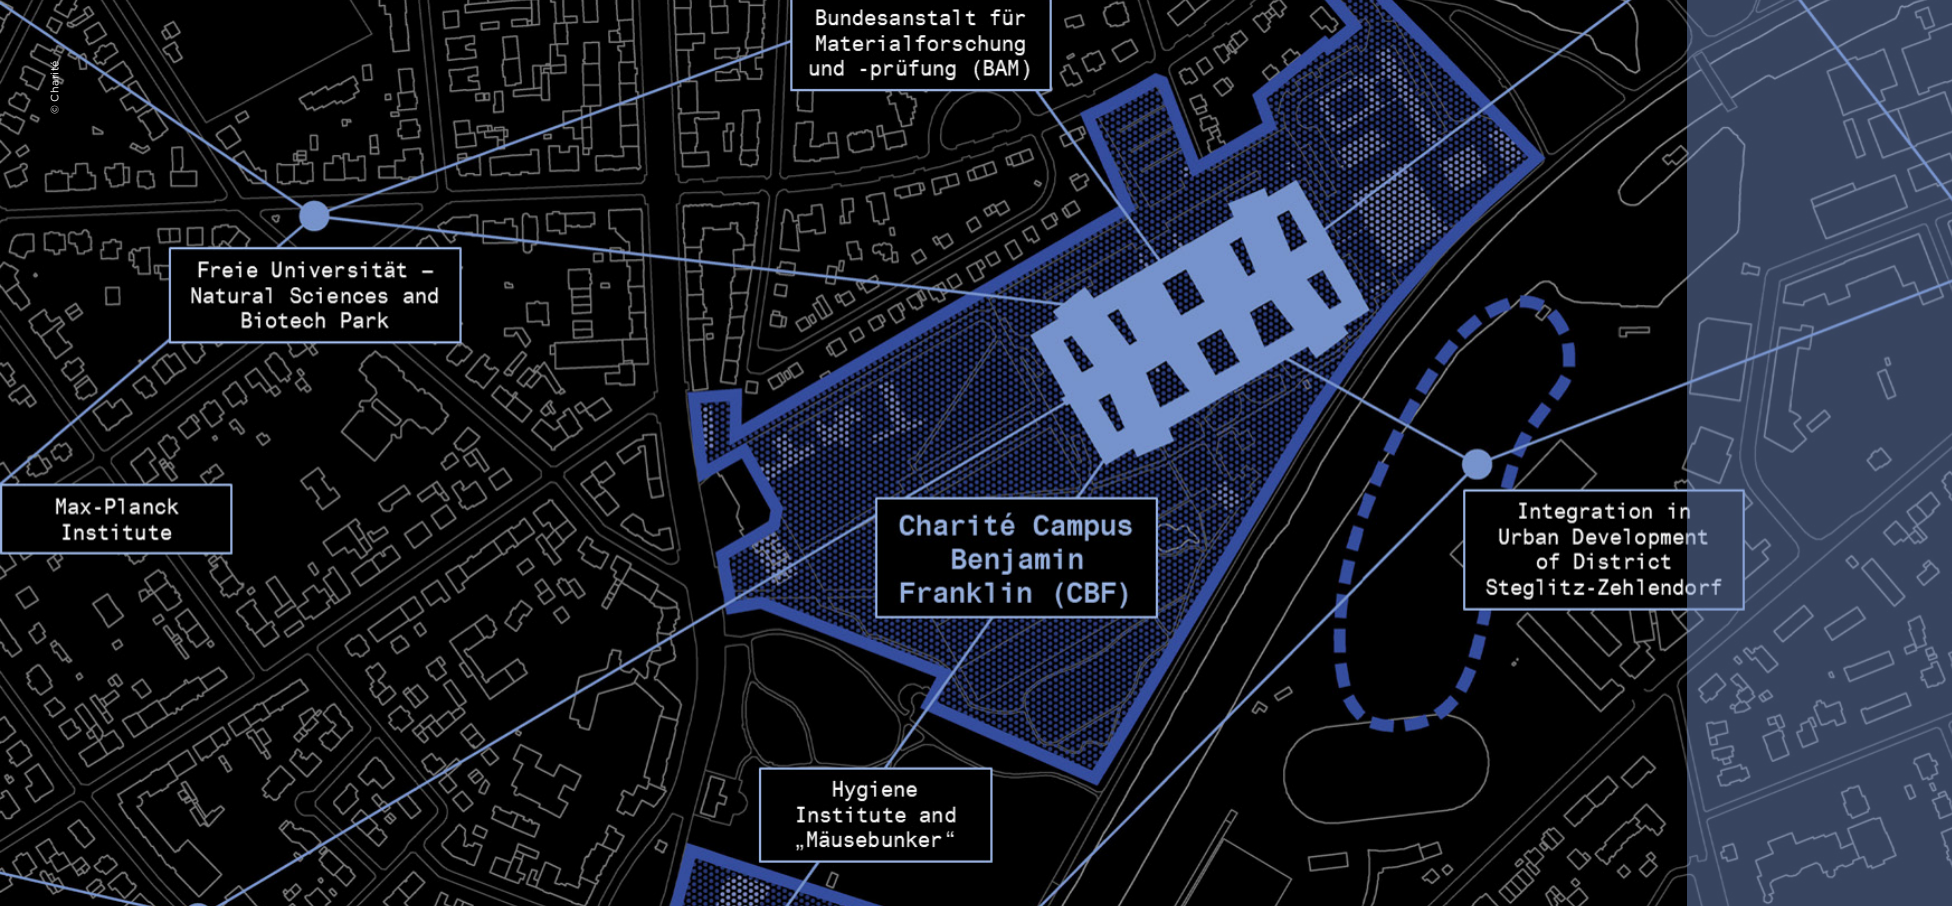 © Charité
Bundesanstalt für
Materialforschung
und -prüfung (BAM)
Freie Universität –
Natural Sciences and
Biotech Park
Max-Planck
Institute
Charité Campus
Benjamin
Franklin (CBF)
Integration in
Urban Development
of District
Steglitz-Zehlendorf
Hygiene
Institute and
„Mäusebunker“